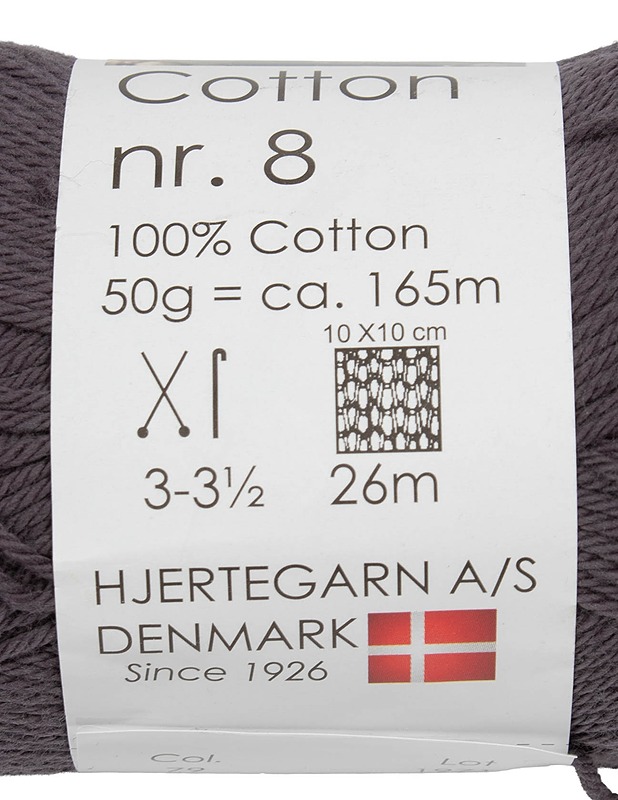 Cotton
nr. 8
100% Cotton
50g = ca. 165m
10 X10 cm
3-3½
26m
HJERTEGARN A/S
DENMARK
Since 1926
Col. Lot